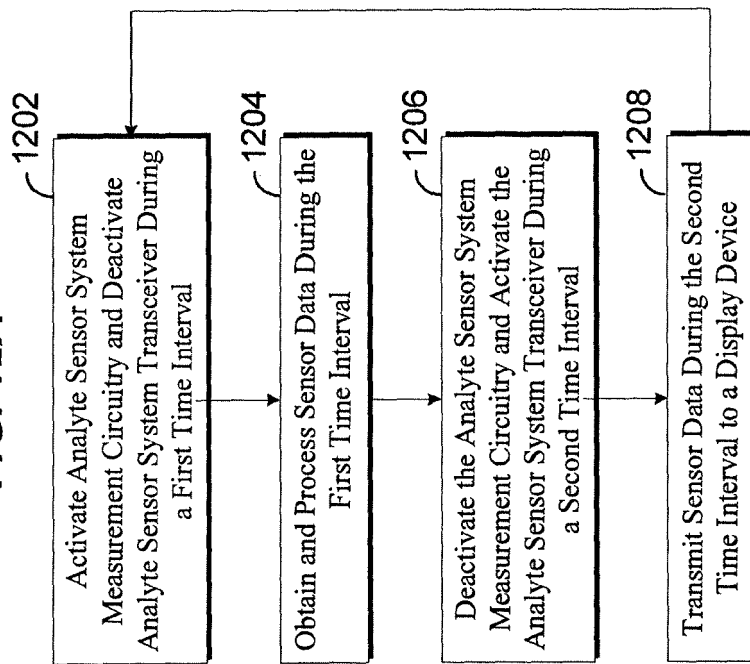 1202
Activate Analyte Sensor System
Measurement Circuitry and Deactivate
Analyte Sensor System Transceiver During
a First Time Interval
1204
Obtain and Process Sensor Data During the
First Time Interval
1206
Deactivate the Analyte Sensor System
Measurement Circuitry and Activate the
Analyte Sensor System Transceiver During
a Second Time Interval
1208
Transmit Sensor Data During the Second
Time Interval to a Display Device